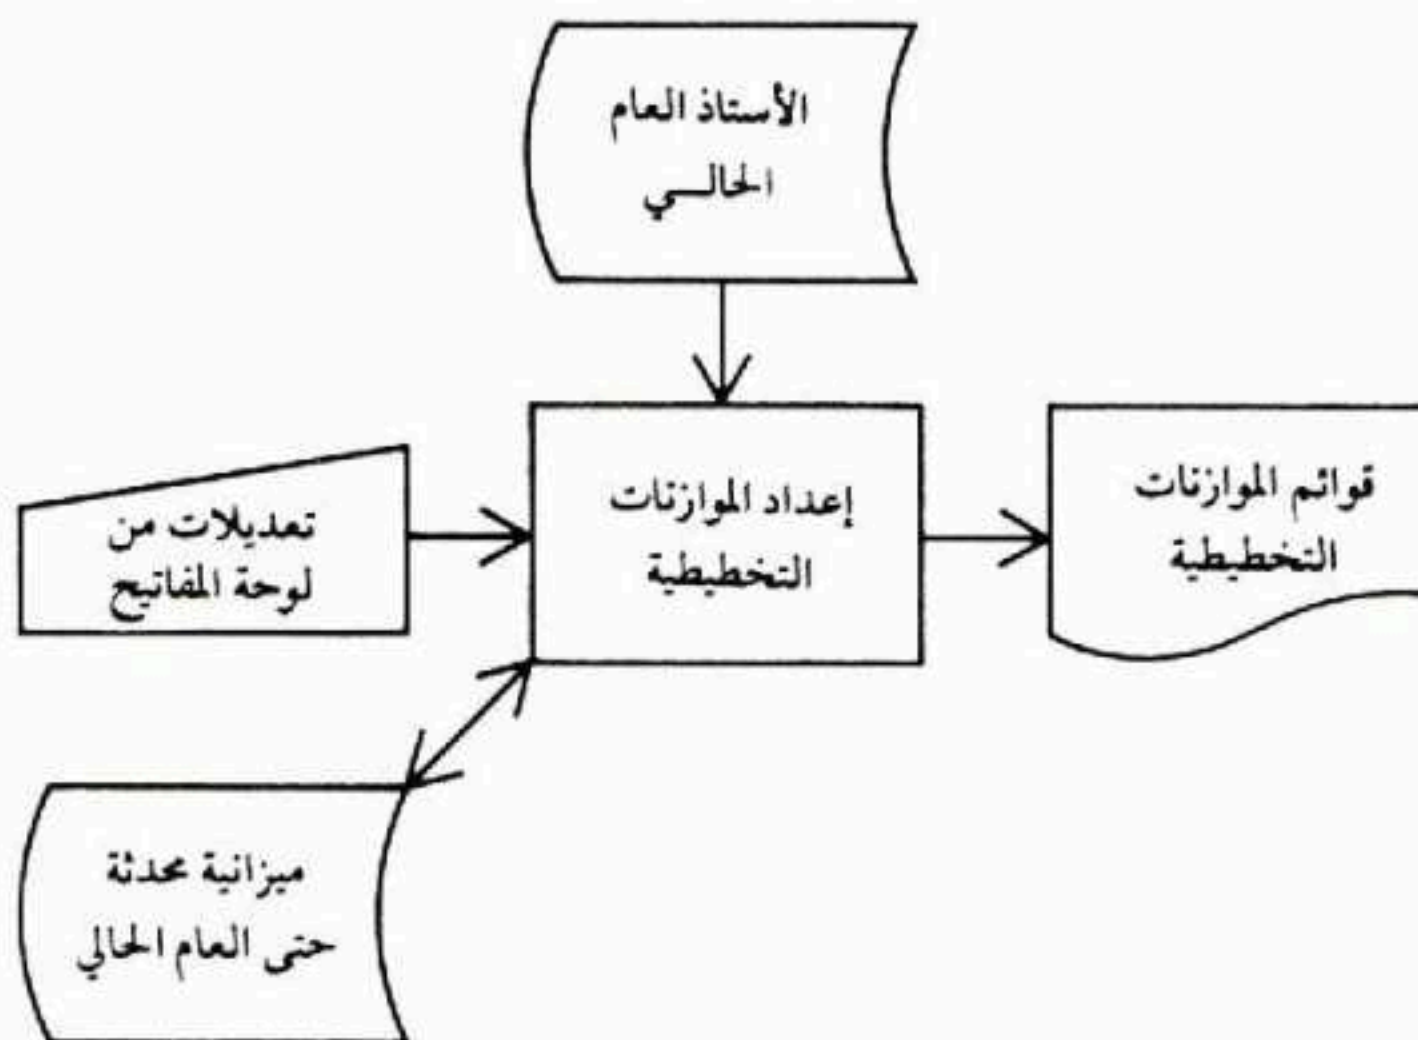 الأستاذ العام
الحالـــي
تعديلات من
لوحة المفاتيح
إعداد الموازنات
التخطيطية
قوائم الموازنات
التخطيطية
ميزانية محدثة
حتى العام الحالي